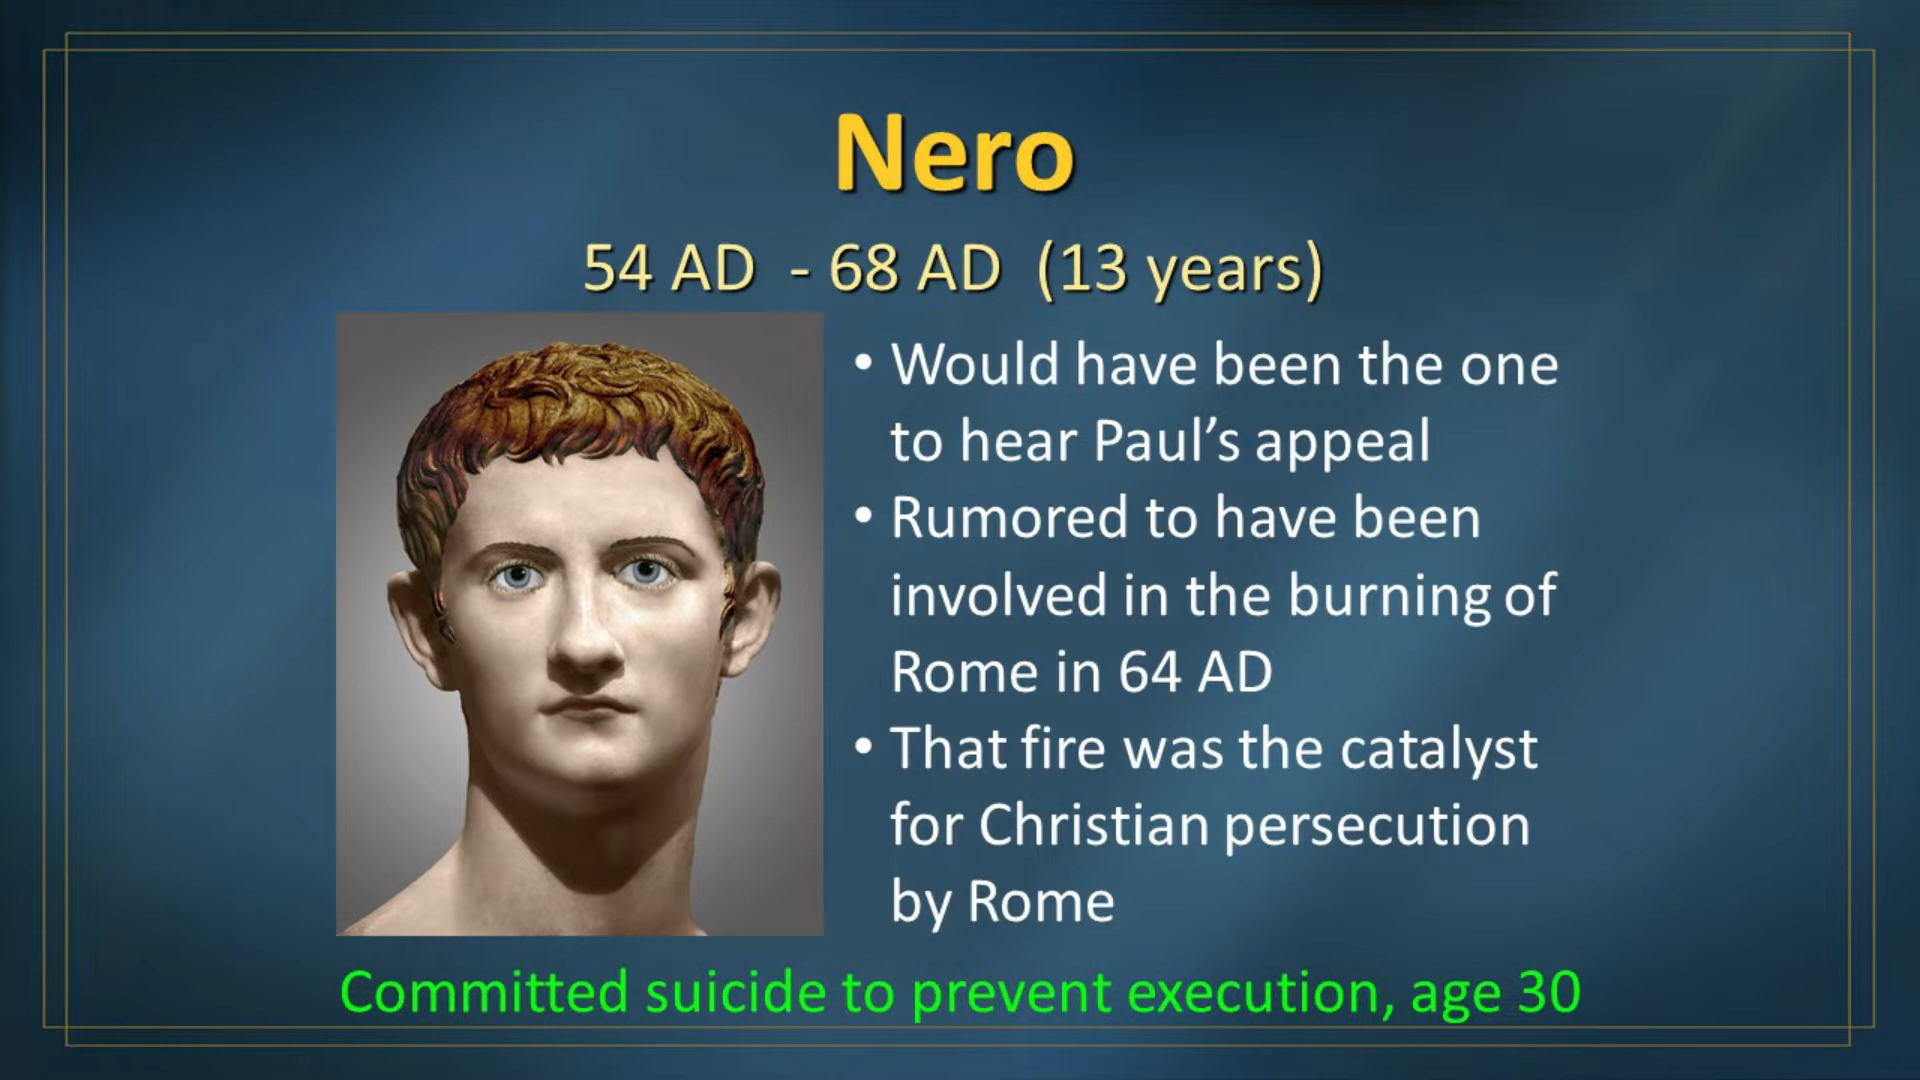 Nero
54 AD  - 68 AD  (13 years)
• Would have been the one
to hear Paul’s appeal
• Rumored to have been
involved in the burning of
Rome in 64 AD
• That fire was the catalyst
for Christian persecution
by Rome
Committed suicide to prevent execution, age 30